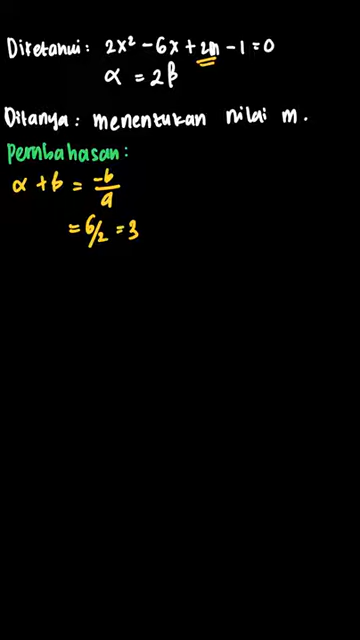 Diketahui: 2x² - 6x + 2m - 1 = 0
α = 2β
Ditanya: menentukan nilai m.
Pembahasan:
α + β = -b/a
= 6/2 = 3